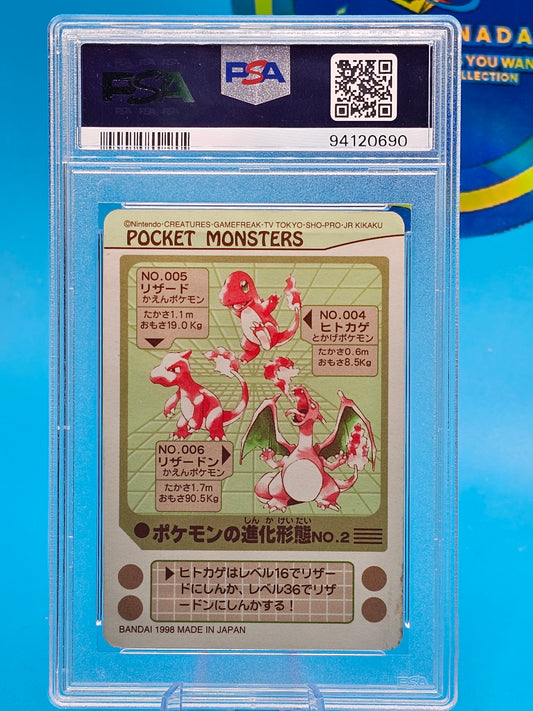 NADA
YOU WAN
LLECTION
PSA
PSA
94120690
©Nintendo·CREATURES·GAMEFREAK·TV TOKYO·SHO-PRO·JR KIKAKU
POCKET MONSTERS
NO.005
リザード
かえんポケモン
たかさ1.1m
おもさ19.0Kg
NO.004
ヒトカゲ
とかげポケモン
たかさ0.6m
おもさ8.5Kg
NO.006
リザードン
かえんポケモン
たかさ1.7m
おもさ90.5Kg
しん か けいたい
ポケモンの進化形態NO.2
ヒトカゲはレベル16でリザー
ドにしんか、レベル36でリザ
ードンにしんかする！
BANDAI 1998 MADE IN JAPAN
PSA